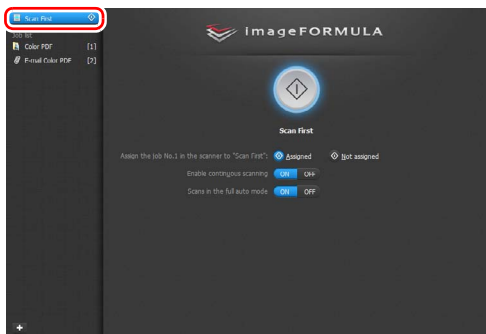 Scan First
Job list
Color PDF [1]
E-mail Color PDF [2]
imageFORMULA
Scan First
Assign the job No.1 in the scanner to "Scan First": Assigned Not assigned
Enable continuous scanning ON OFF
Scans in the full auto mode ON OFF